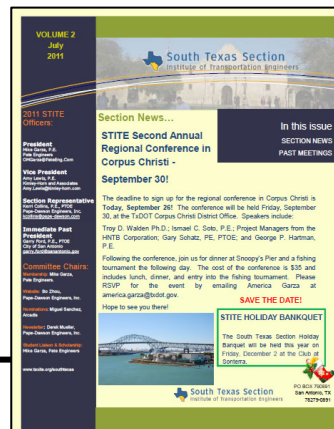 VOLUME 2
July
2011
South Texas Section
Institute of Transportation Engineers
2011 STITE
Officers:
President
Mike Garza, P.E.
Pate Engineers
Vice President
Amy Lewis, P.E.
Kimley-Horn and Associates
Section Representative
Kent Collins, P.E., PTOE
Pape-Dawson Engineers, Inc.
Immediate Past
President
Garry Ford, P.E., PTOE
City of San Antonio
Committee Chairs:
Membership: Mike Garza,
Pate Engineers
Website: Bo Zhou,
Pape-Dawson Engineers, Inc.
Nominations: Miguel Sanchez,
Arcadis
Newsletter: Derek Mueller,
Pape-Dawson Engineers, Inc.
Student Liaison & Scholarship:
Mike Garza, Pate Engineers
Section News…
STITE Second Annual
Regional Conference in
Corpus Christi -
September 30!
In this issue
SECTION NEWS
PAST MEETINGS
The deadline to sign up for the regional conference in Corpus Christi is
Today, September 26! The conference will be held Friday, September
30, at the TxDOT Corpus Christi District Office. Speakers include:
Troy D. Walden Ph.D.; Ismael C. Soto, P.E.; Project Managers from the
HNTB Corporation; Gary Schatz, PE, PTOE; and George P. Hartman,
P.E.
Following the conference, join us for dinner at Snoopy's Pier and a fishing
tournament the following day. The cost of the conference is $35 and
includes lunch, dinner, and entry into the fishing tournament. Please
RSVP for the event by emailing America Garza at
america.garza@txdot.gov.
Hope to see you there!
SAVE THE DATE!
STITE HOLIDAY BANKQUET
The South Texas Section Holiday
Banquet will be held this year on
Friday, December 2 at the Club at
Sonterra.
South Texas Section
Institute of Transportation Engineers
PO BOX 790981
San Antonio, TX
78279-0891